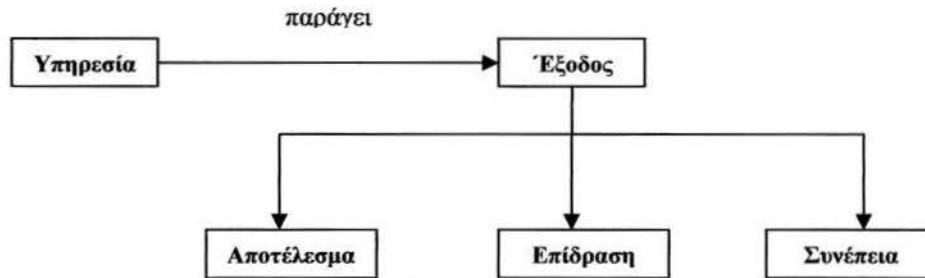 παράγει
Υπηρεσία
Έξοδος
Αποτέλεσμα
Επίδραση
Συνέπεια